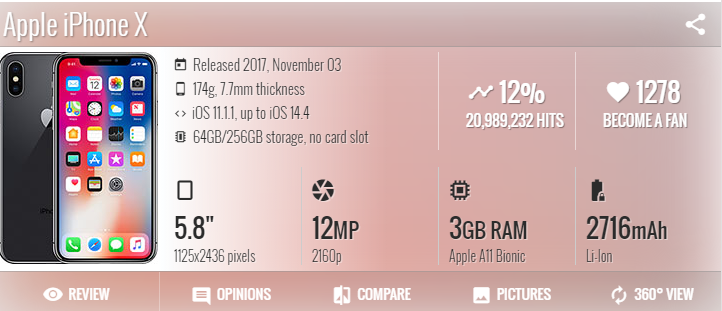 Apple iPhone X
Released 2017, November 03
174g, 7.7mm thickness
iOS 11.1.1, up to iOS 14.4
64GB/256GB storage, no card slot
12%
20,989,232 HITS
1278
BECOME A FAN
5.8"
1125x2436 pixels
12MP
2160p
3GB RAM
Apple A11 Bionic
2716mAh
Li-Ion
REVIEW
OPINIONS
COMPARE
PICTURES
360° VIEW